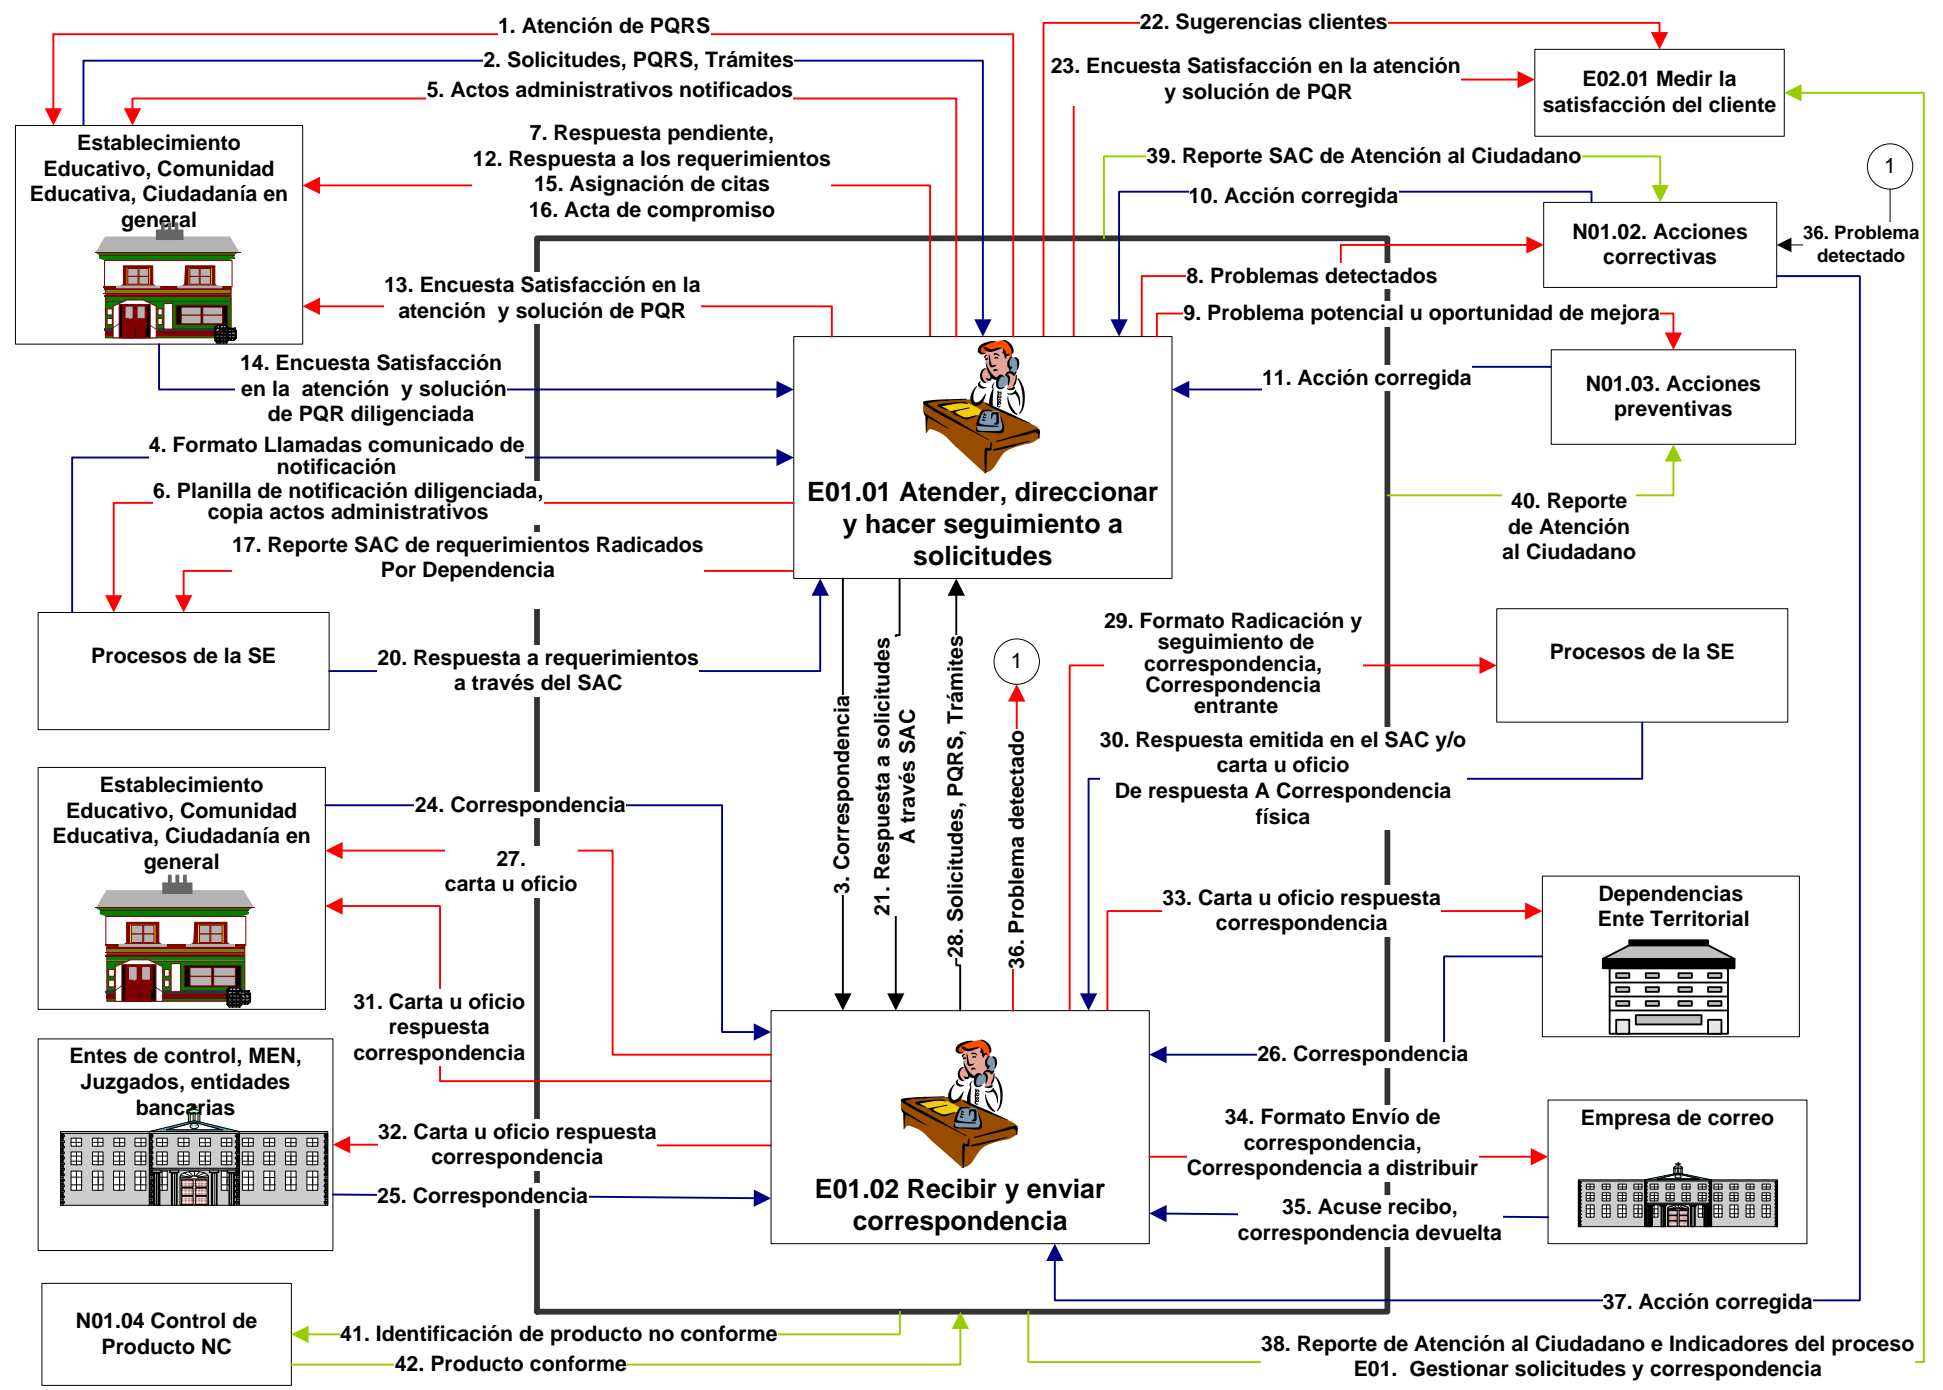 1. Atención de PQRS
2. Solicitudes, PQRS, Trámites
5. Actos administrativos notificados
22. Sugerencias clientes
23. Encuesta Satisfacción en la atención
y solución de PQR
E02.01 Medir la
satisfacción del cliente
Establecimiento
Educativo, Comunidad
Educativa, Ciudadanía en
general
7. Respuesta pendiente,
12. Respuesta a los requerimientos
15. Asignación de citas
16. Acta de compromiso
39. Reporte SAC de Atención al Ciudadano
10. Acción corregida
1
N01.02. Acciones
correctivas
36. Problema
detectado
8. Problemas detectados
9. Problema potencial u oportunidad de mejora
13. Encuesta Satisfacción en la
atención y solución de PQR
14. Encuesta Satisfacción
en la atención y solución
de PQR diligenciada
11. Acción corregida
N01.03. Acciones
preventivas
4. Formato Llamadas comunicado de
notificación
6. Planilla de notificación diligenciada,
copia actos administrativos
17. Reporte SAC de requerimientos Radicados
Por Dependencia
E01.01 Atender, direccionar
y hacer seguimiento a
solicitudes
40. Reporte
de Atención
al Ciudadano
Procesos de la SE
20. Respuesta a requerimientos
a través del SAC
3. Correspondencia
21. Respuesta a solicitudes
A través SAC
28. Solicitudes, PQRS, Trámites
1
36. Problema detectado
29. Formato Radicación y
seguimiento de
correspondencia,
Correspondencia
entrante
Procesos de la SE
30. Respuesta emitida en el SAC y/o
carta u oficio
De respuesta A Correspondencia
física
Establecimiento
Educativo, Comunidad
Educativa, Ciudadanía en
general
24. Correspondencia
27.
carta u oficio
33. Carta u oficio respuesta
correspondencia
Dependencias
Ente Territorial
31. Carta u oficio
respuesta
correspondencia
26. Correspondencia
Entes de control, MEN,
Juzgados, entidades
bancarias
32. Carta u oficio respuesta
correspondencia
25. Correspondencia
E01.02 Recibir y enviar
correspondencia
34. Formato Envío de
correspondencia,
Correspondencia a distribuir
35. Acuse recibo,
correspondencia devuelta
Empresa de correo
37. Acción corregida
N01.04 Control de
Producto NC
41. Identificación de producto no conforme
42. Producto conforme
38. Reporte de Atención al Ciudadano e Indicadores del proceso
E01. Gestionar solicitudes y correspondencia